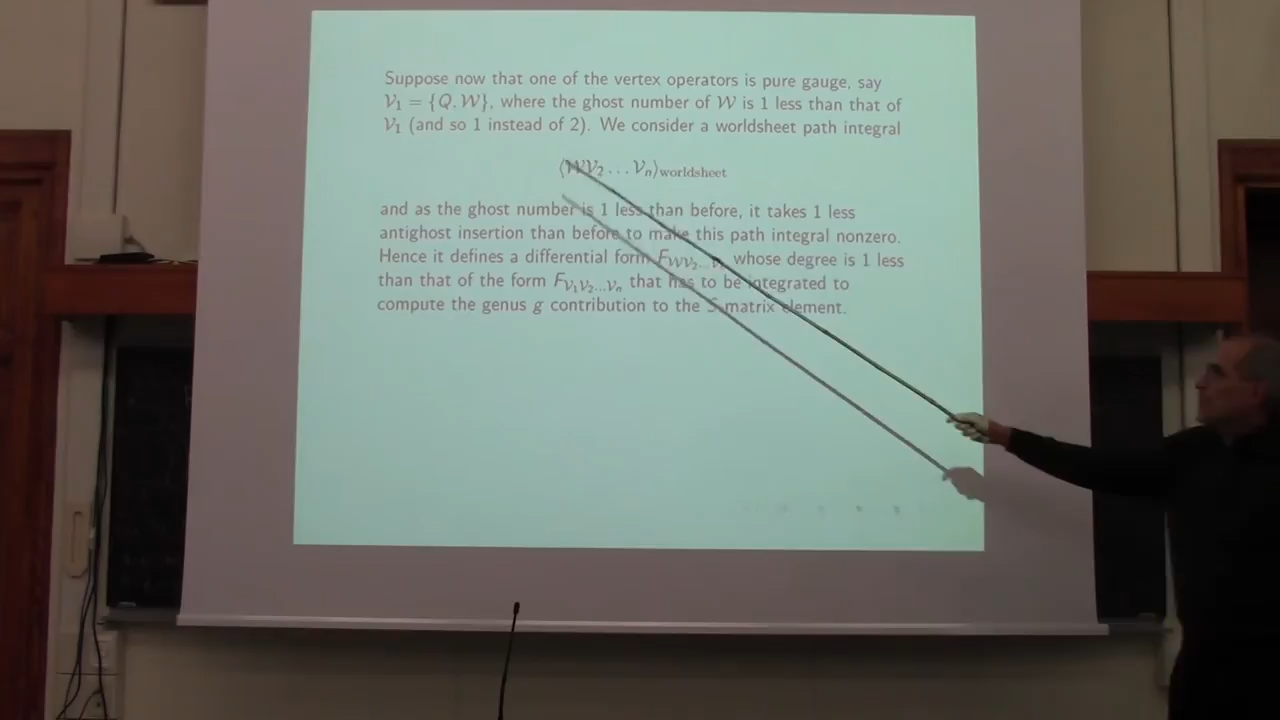 Suppose now that one of the vertex operators is pure gauge, say
𝒱₁ = {Q, 𝒲}, where the ghost number of 𝒲 is 1 less than that of
𝒱₁ (and so 1 instead of 2). We consider a worldsheet path integral
⟨𝒲𝒱₂ … 𝒱ₙ⟩worldsheet
and as the ghost number is 1 less than before, it takes 1 less
antighost insertion than before to make this path integral nonzero.
Hence it defines a differential form F𝒲𝒱₂…𝒱ₙ whose degree is 1 less
than that of the form F𝒱₁𝒱₂…𝒱ₙ that has to be integrated to
compute the genus g contribution to the S-matrix element.